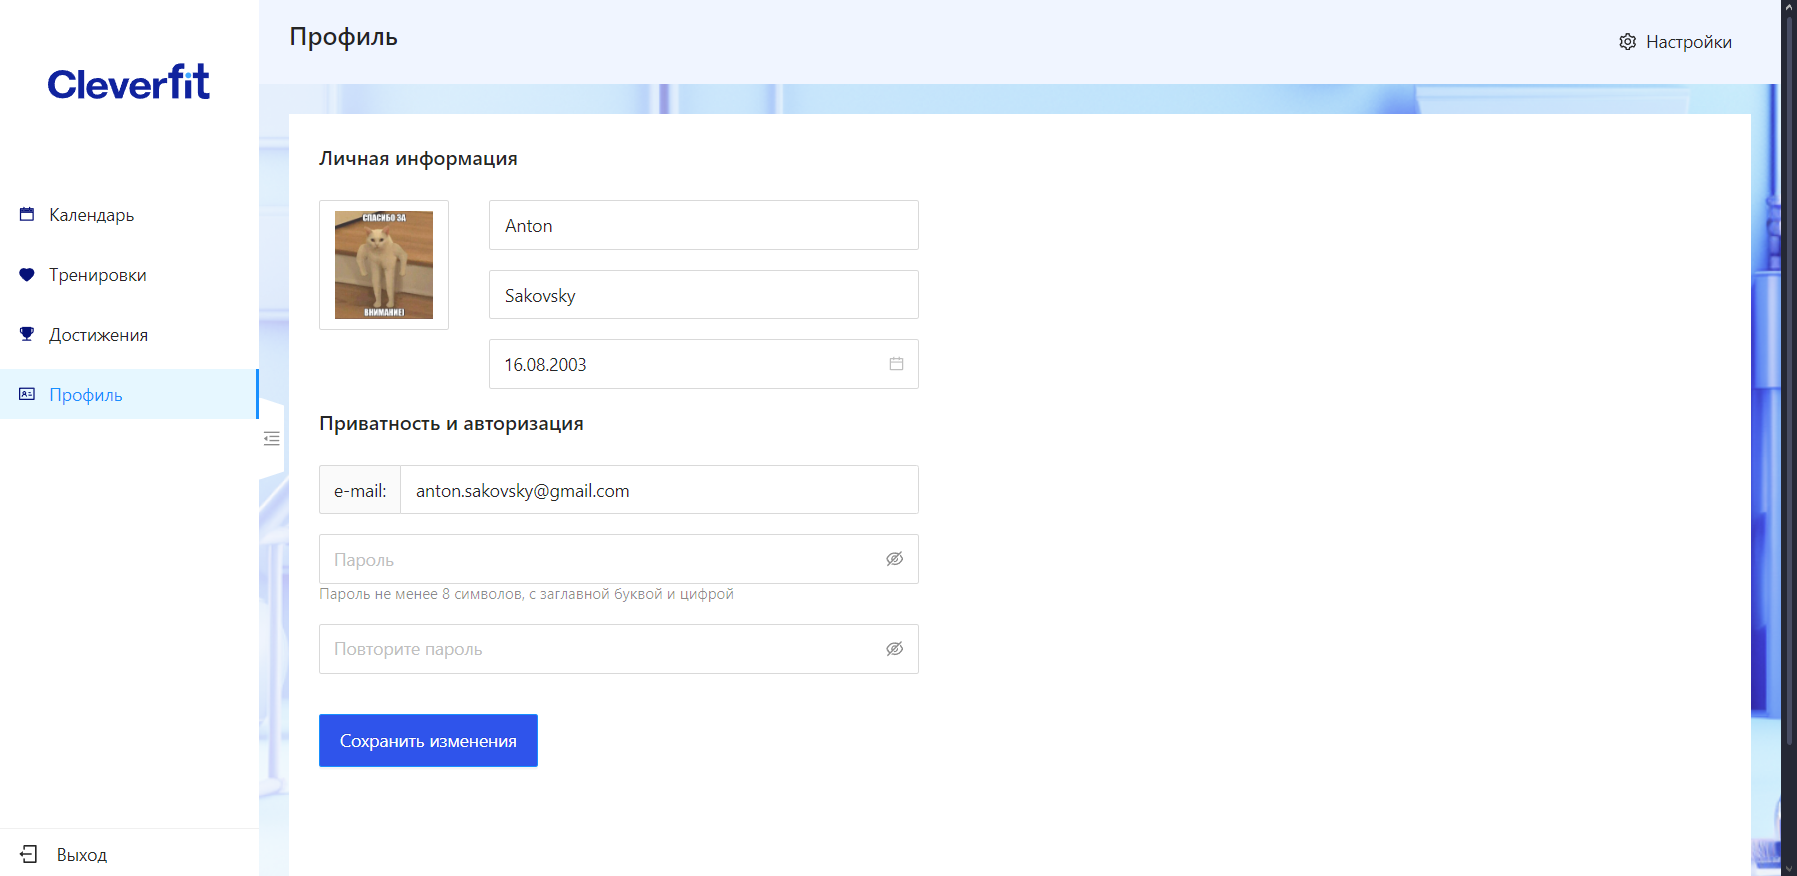 Cleverfit
Календарь
Тренировки
Достижения
Профиль
Выход
Профиль
Настройки
Личная информация
СПАСИБО ЗА
ВНИМАНИЕ)
Anton
Sakovsky
16.08.2003
Приватность и авторизация
e-mail: anton.sakovsky@gmail.com
Пароль
Пароль не менее 8 символов, с заглавной буквой и цифрой
Повторите пароль
Сохранить изменения